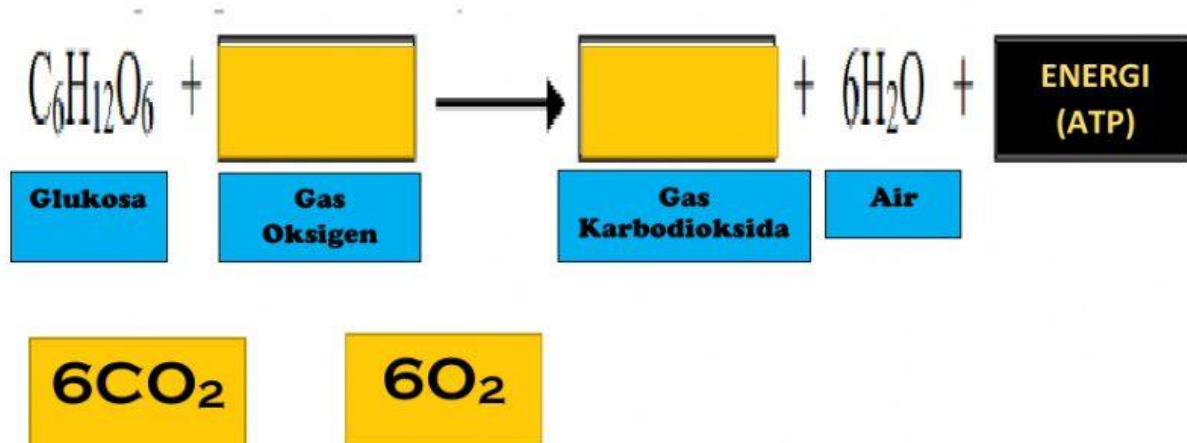 C₆H₁₂O₆ + → + 6H₂O + ENERGI
(ATP)
Glukosa Gas
Oksigen Gas
Karbodioksida Air
6CO₂ 6O₂